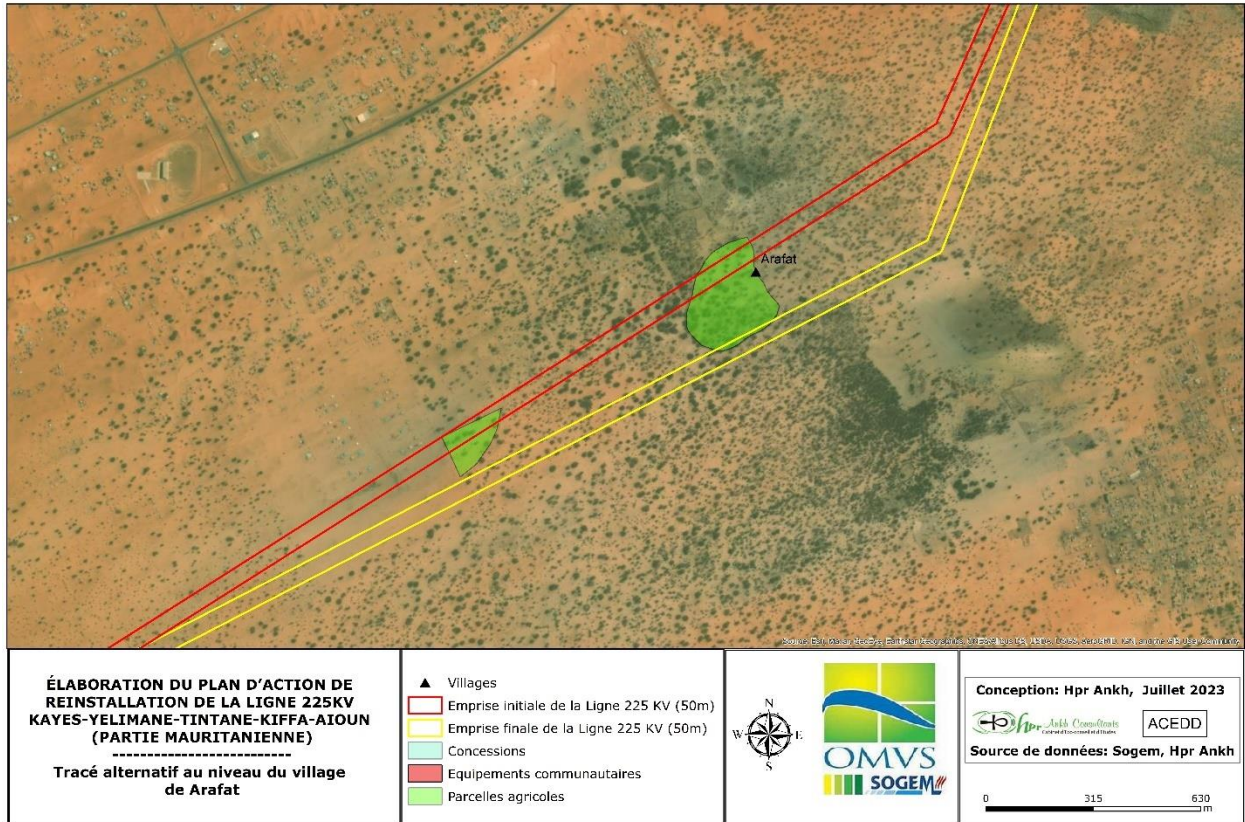 Arafat
ÉLABORATION DU PLAN D'ACTION DE
REINSTALLATION DE LA LIGNE 225KV
KAYES-YELIMANE-TINTANE-KIFFA-AIOUN
(PARTIE MAURITANIENNE)
--------------------------
Tracé alternatif au niveau du village
de Arafat
Villages
Emprise initiale de la Ligne 225 KV (50m)
Emprise finale de la Ligne 225 KV (50m)
Concessions
Equipements communautaires
Parcelles agricoles
N
W E
S
OMVS
SOGEM
Conception: Hpr Ankh, Juillet 2023
hpr Ankh Consultants
ACEDD
Source de données: Sogem, Hpr Ankh
0 315 630
m